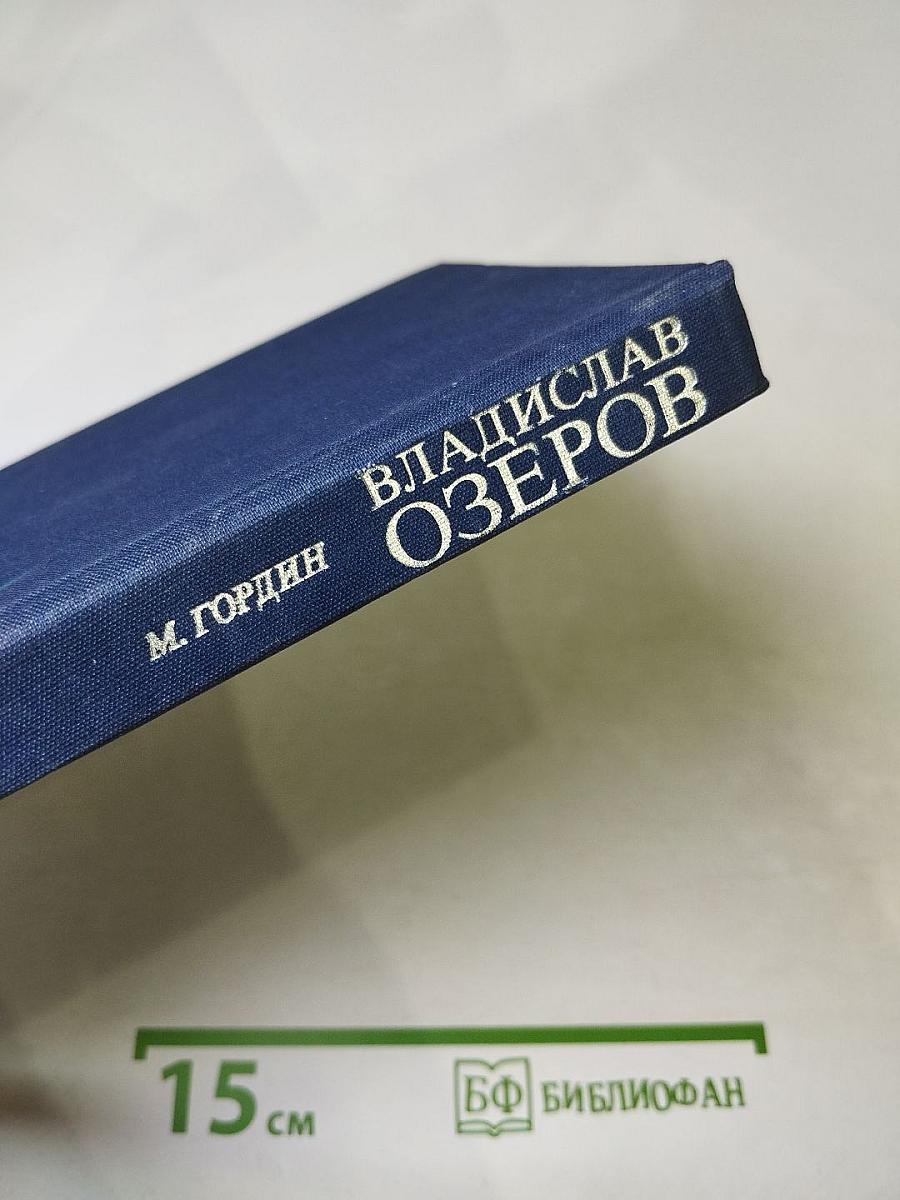 ВЛАДИСЛАВ
ОЗЕРОВ
М. ГОРДИН
15 см
БФ БИБЛИОФАН